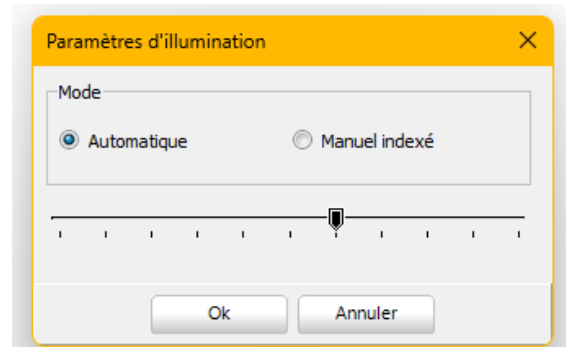 Paramètres d'illumination
Mode
Automatique
Manuel indexé
Ok
Annuler